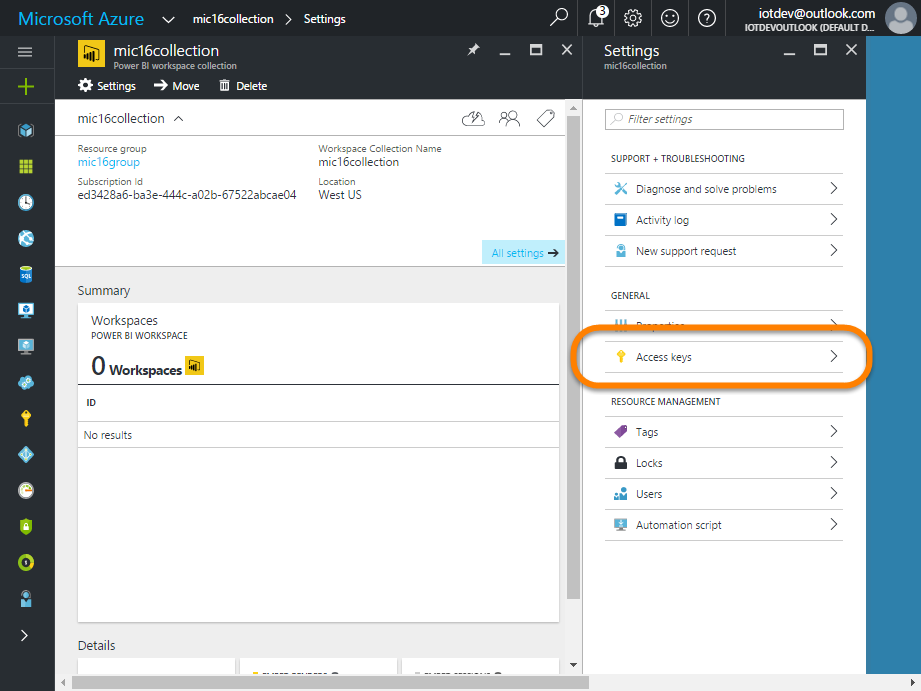 Microsoft Azure
mic16collection
Settings
3
iotdev@outlook.com
IOTDEVOUTLOOK (DEFAULT D...
mic16collection
Power BI workspace collection
Settings
Move
Delete
mic16collection
Resource group
mic16group
Workspace Collection Name
mic16collection
Subscription Id
ed3428a6-ba3e-444c-a02b-67522abcae04
Location
West US
All settings
Summary
Workspaces
POWER BI WORKSPACE
0 Workspaces
ID
No results
Details
Settings
mic16collection
Filter settings
SUPPORT + TROUBLESHOOTING
Diagnose and solve problems
Activity log
New support request
GENERAL
Properties
Access keys
RESOURCE MANAGEMENT
Tags
Locks
Users
Automation script
SQL